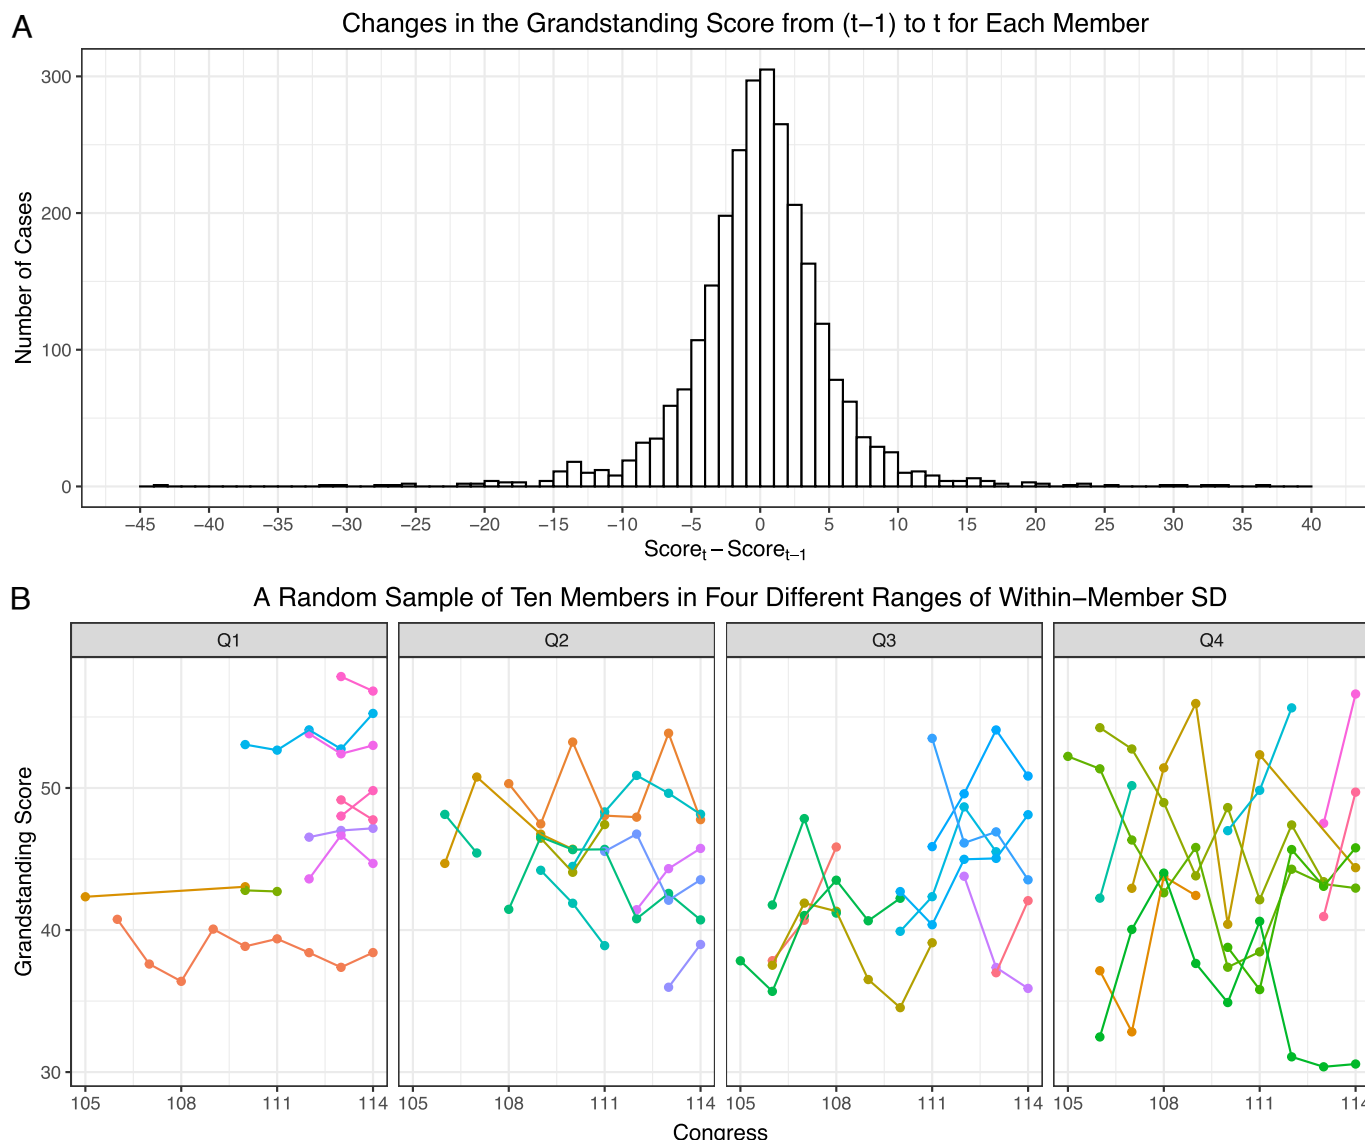 A
Changes in the Grandstanding Score from (t−1) to t for Each Member
Number of Cases
300
200
100
0
−45 −40 −35 −30 −25 −20 −15 −10 −5 0 5 10 15 20 25 30 35 40
Scoret − Scoret−1
B
A Random Sample of Ten Members in Four Different Ranges of Within−Member SD
Q1 Q2 Q3 Q4
Grandstanding Score
50
40
30
105 108 111 114 105 108 111 114 105 108 111 114 105 108 111 114
Congress